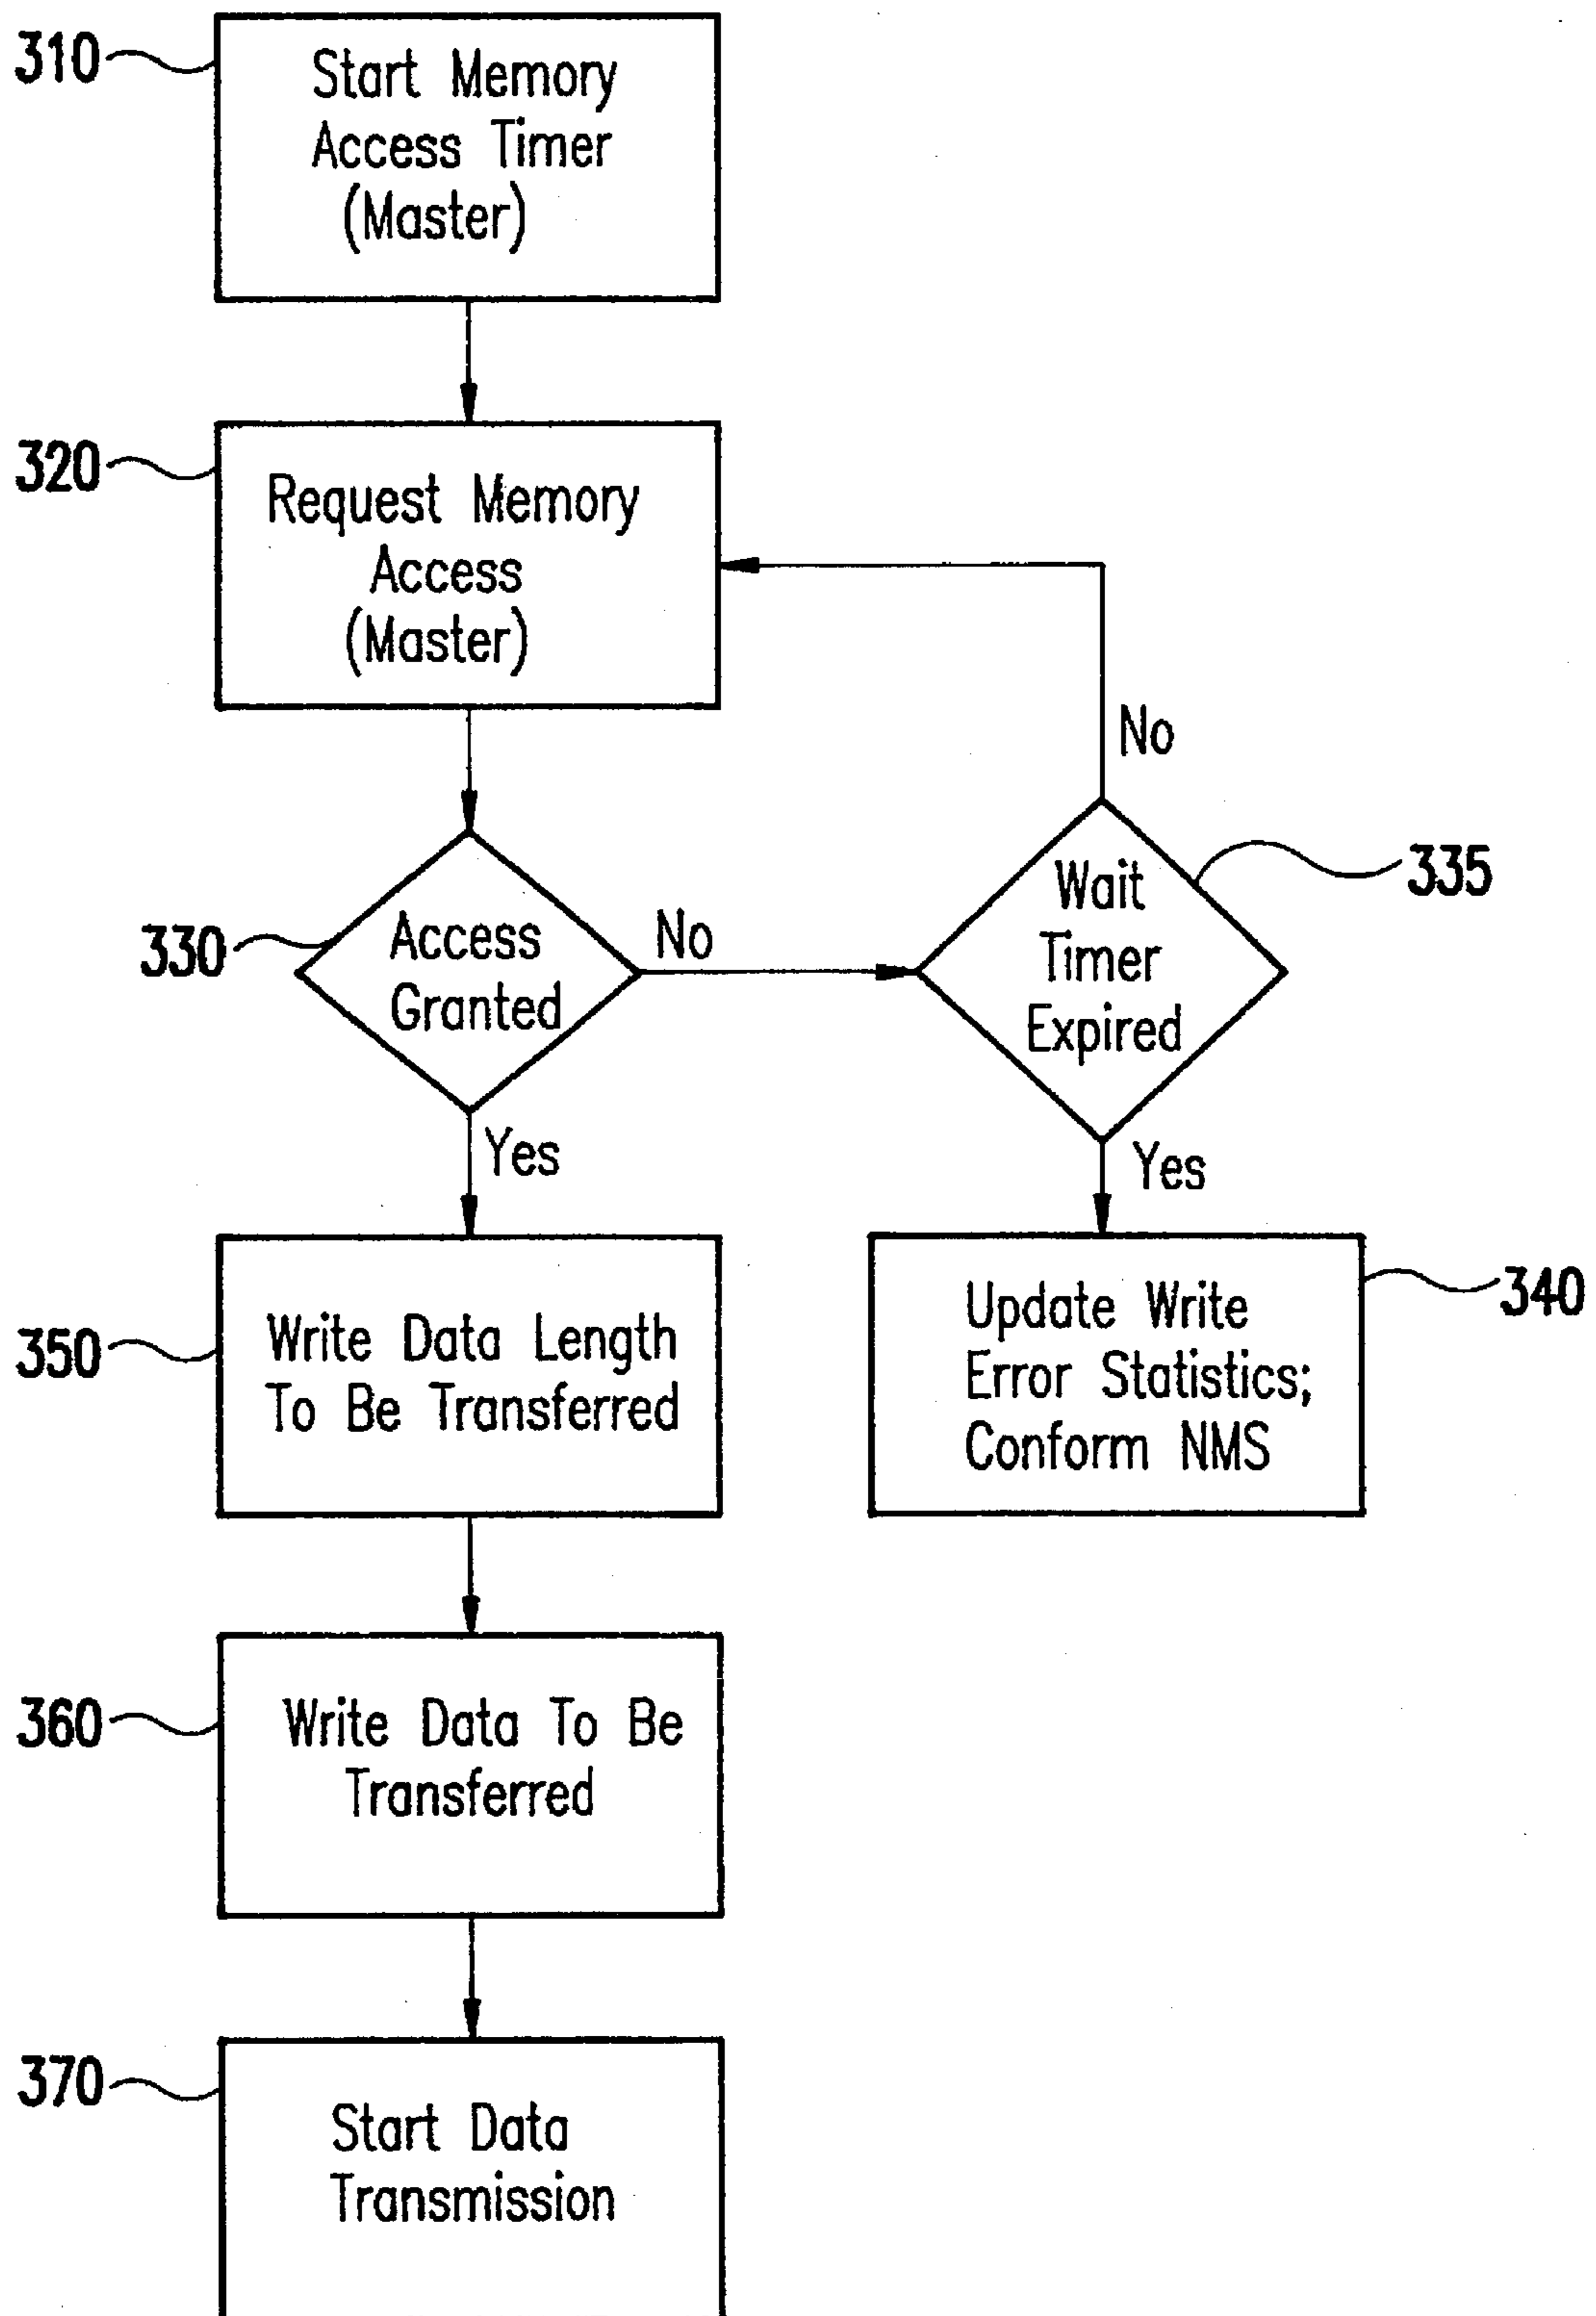 310
Start Memory
Access Timer
(Master)
320
Request Memory
Access
(Master)
No
330
Access
Granted
No
Wait
Timer
Expired
335
Yes
Yes
350
Write Data Length
To Be Transferred
Update Write
Error Statistics;
Conform NMS
340
360
Write Data To Be
Transferred
370
Start Data
Transmission